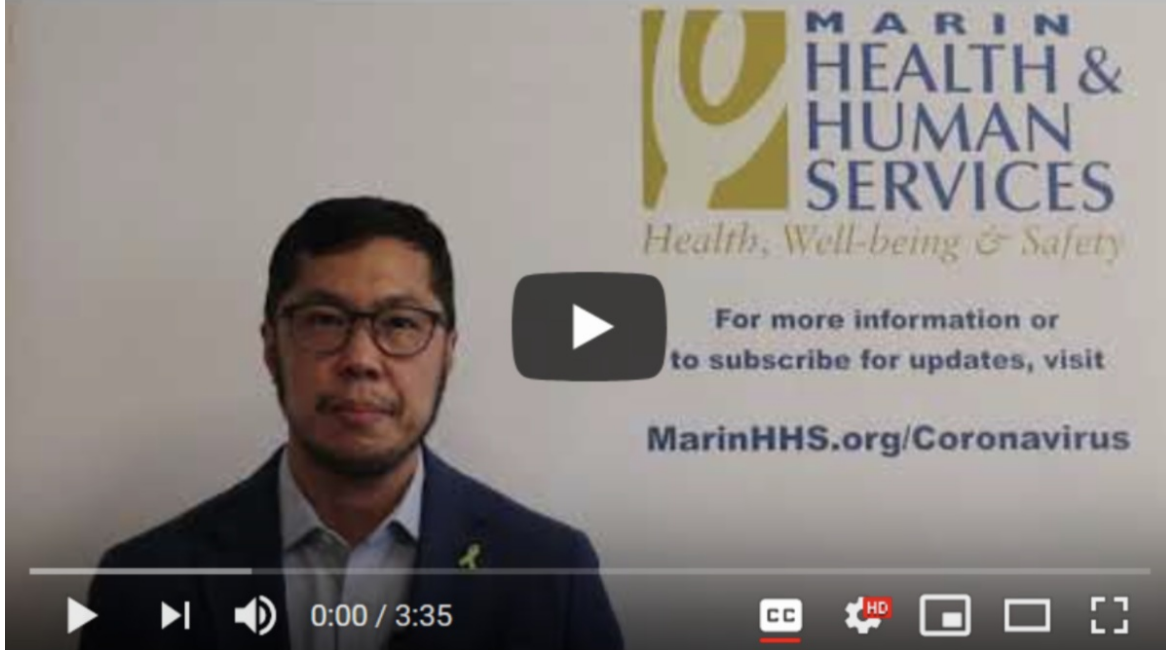 MARIN
HEALTH &
HUMAN
SERVICES
Health, Well-being & Safety
For more information or
to subscribe for updates, visit
MarinHHS.org/Coronavirus
0:00 / 3:35
CC
HD